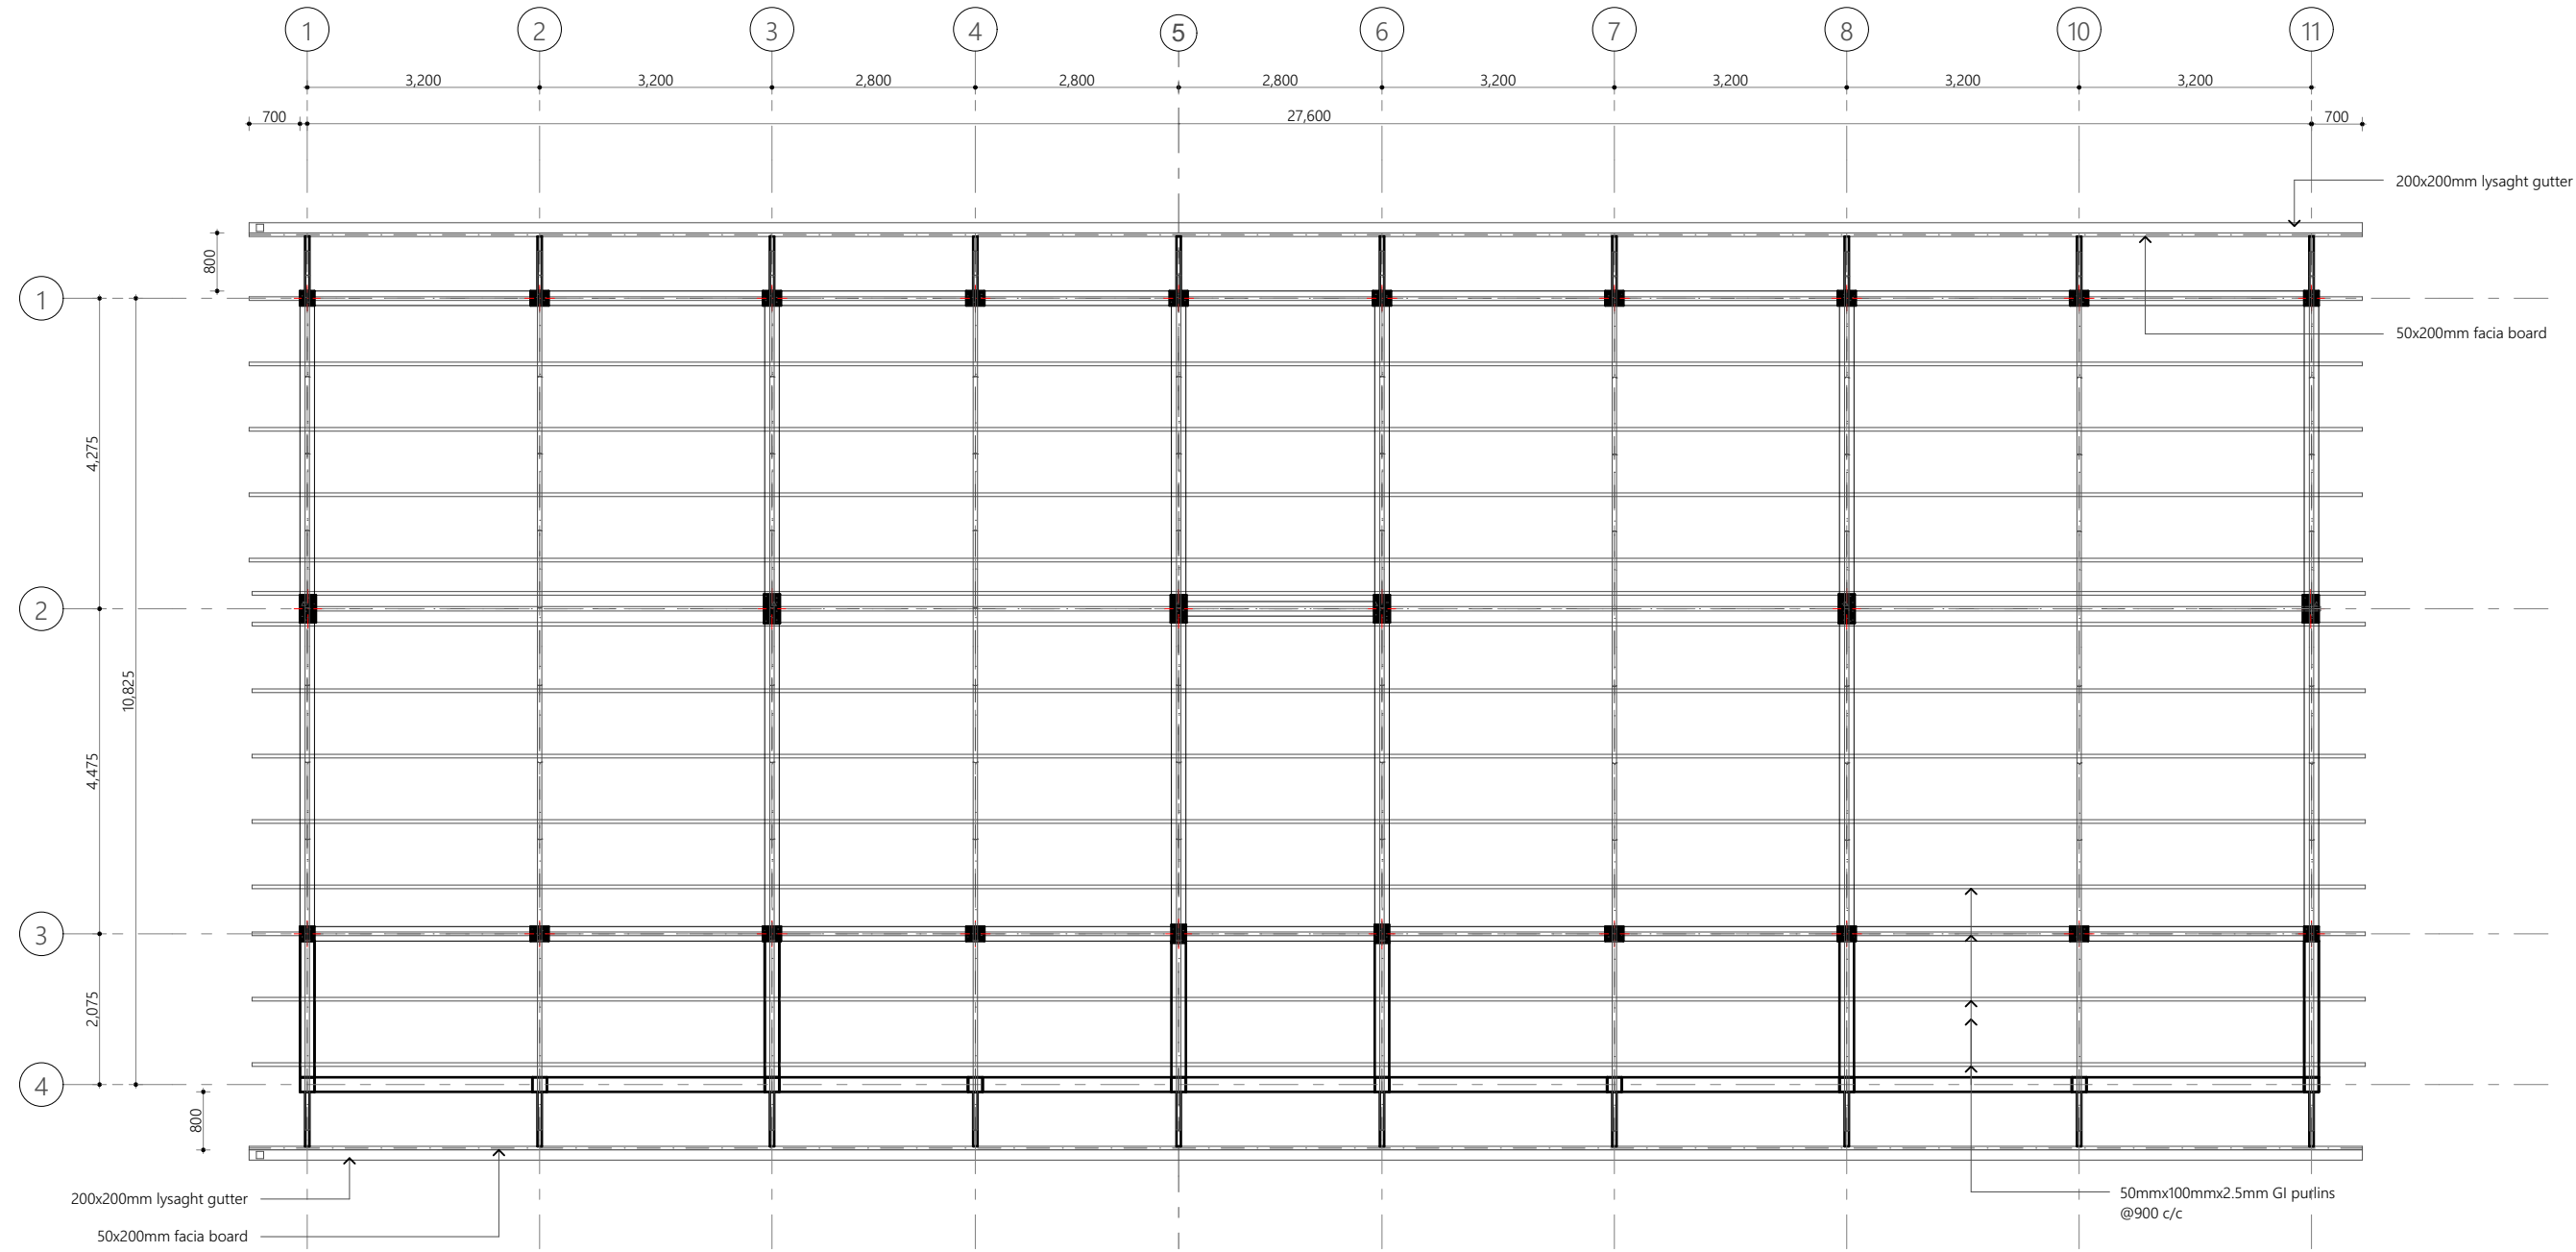 1 2 3 4 5 6 7 8 10 11
3,200 3,200 2,800 2,800 2,800 3,200 3,200 3,200 3,200
700 27,600 700
200x200mm lysaght gutter
800
1
50x200mm facia board
4,275
2
10,825
4,475
3
2,075
4
800
200x200mm lysaght gutter
50mmx100mmx2.5mm GI purlins
@900 c/c
50x200mm facia board